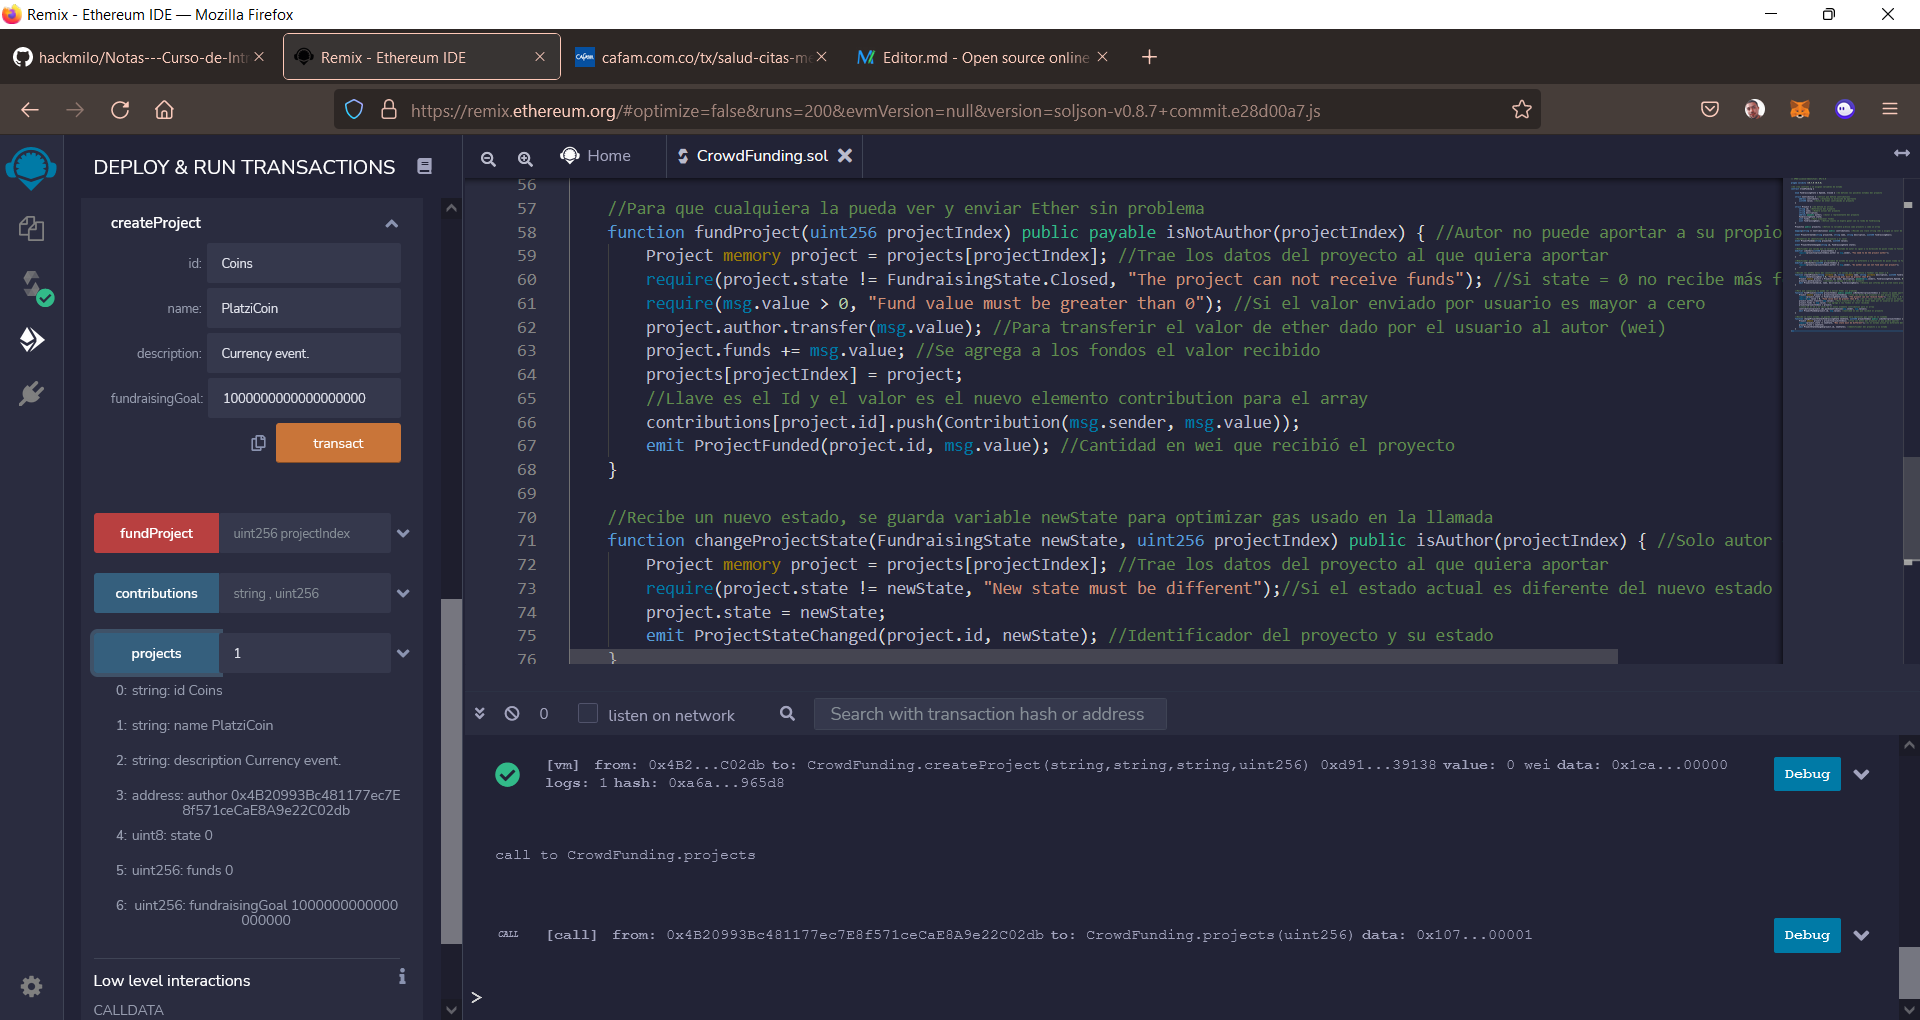 Remix - Ethereum IDE — Mozilla Firefox
hackmilo/Notas---Curso-de-Intr
Remix - Ethereum IDE
cafam.com.co/tx/salud-citas-me
Editor.md - Open source online
https://remix.ethereum.org/#optimize=false&runs=200&evmVersion=null&version=soljson-v0.8.7+commit.e28d00a7.js
DEPLOY & RUN TRANSACTIONS
createProject
id: Coins
name: PlatziCoin
description: Currency event.
fundraisingGoal: 1000000000000000000
transact
fundProject uint256 projectIndex
contributions string , uint256
projects 1
0: string: id Coins
1: string: name PlatziCoin
2: string: description Currency event.
3: address: author 0x4B20993Bc481177ec7E
8f571ceCaE8A9e22C02db
4: uint8: state 0
5: uint256: funds 0
6: uint256: fundraisingGoal 1000000000000
000000
Low level interactions
i
CALLDATA
Home
CrowdFunding.sol
56
57 //Para que cualquiera la pueda ver y enviar Ether sin problema
58 function fundProject(uint256 projectIndex) public payable isNotAuthor(projectIndex) { //Autor no puede aportar a su propio
59 Project memory project = projects[projectIndex]; //Trae los datos del proyecto al que quiera aportar
60 require(project.state != FundraisingState.Closed, "The project can not receive funds"); //Si state = 0 no recibe más f
61 require(msg.value > 0, "Fund value must be greater than 0"); //Si el valor enviado por usuario es mayor a cero
62 project.author.transfer(msg.value); //Para transferir el valor de ether dado por el usuario al autor (wei)
63 project.funds += msg.value; //Se agrega a los fondos el valor recibido
64 projects[projectIndex] = project;
65 //Llave es el Id y el valor es el nuevo elemento contribution para el array
66 contributions[project.id].push(Contribution(msg.sender, msg.value));
67 emit ProjectFunded(project.id, msg.value); //Cantidad en wei que recibió el proyecto
68 }
69
70 //Recibe un nuevo estado, se guarda variable newState para optimizar gas usado en la llamada
71 function changeProjectState(FundraisingState newState, uint256 projectIndex) public isAuthor(projectIndex) { //Solo autor
72 Project memory project = projects[projectIndex]; //Trae los datos del proyecto al que quiera aportar
73 require(project.state != newState, "New state must be different");//Si el estado actual es diferente del nuevo estado
74 project.state = newState;
75 emit ProjectStateChanged(project.id, newState); //Identificador del proyecto y su estado
76 }
0 listen on network Search with transaction hash or address
[vm] from: 0x4B2...C02db to: CrowdFunding.createProject(string,string,string,uint256) 0xd91...39138 value: 0 wei data: 0x1ca...00000
logs: 1 hash: 0xa6a...965d8
Debug
call to CrowdFunding.projects
CALL [call] from: 0x4B20993Bc481177ec7E8f571ceCaE8A9e22C02db to: CrowdFunding.projects(uint256) data: 0x107...00001
Debug
>